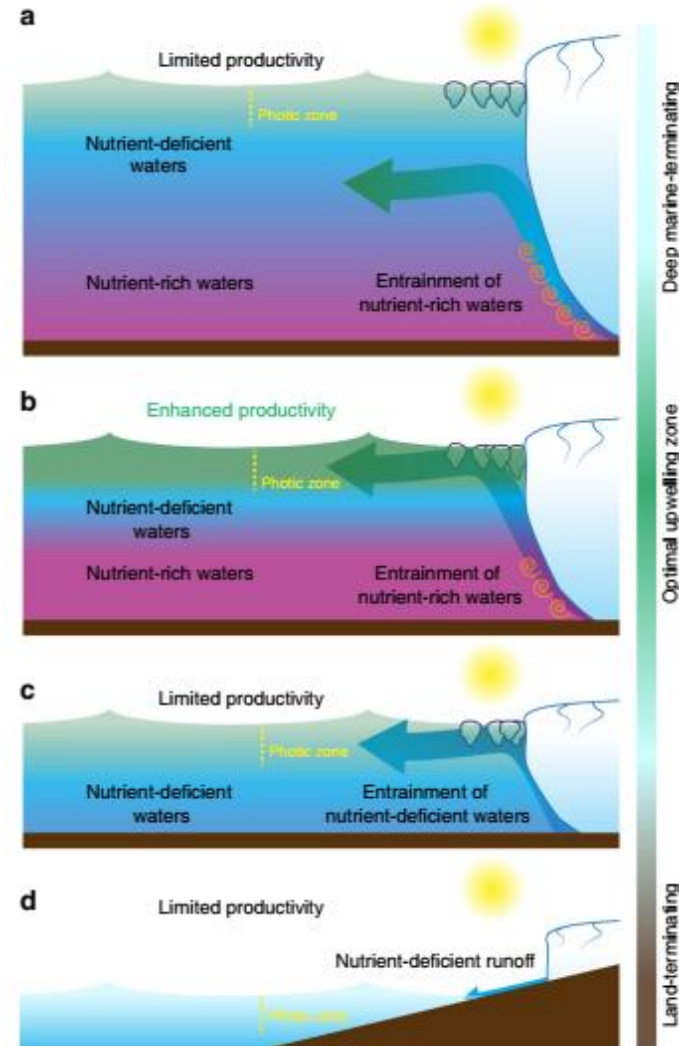 a
Limited productivity
Photic zone
Nutrient-deficient
waters
Nutrient-rich waters
Entrainment of
nutrient-rich waters
b
Enhanced productivity
Photic zone
Nutrient-deficient
waters
Nutrient-rich waters
Entrainment of
nutrient-rich waters
c
Limited productivity
Photic zone
Nutrient-deficient
waters
Entrainment of
nutrient-deficient waters
d
Limited productivity
Nutrient-deficient runoff
Photic zone
Deep marine-terminating
Optimal upwelling zone
Land-terminating